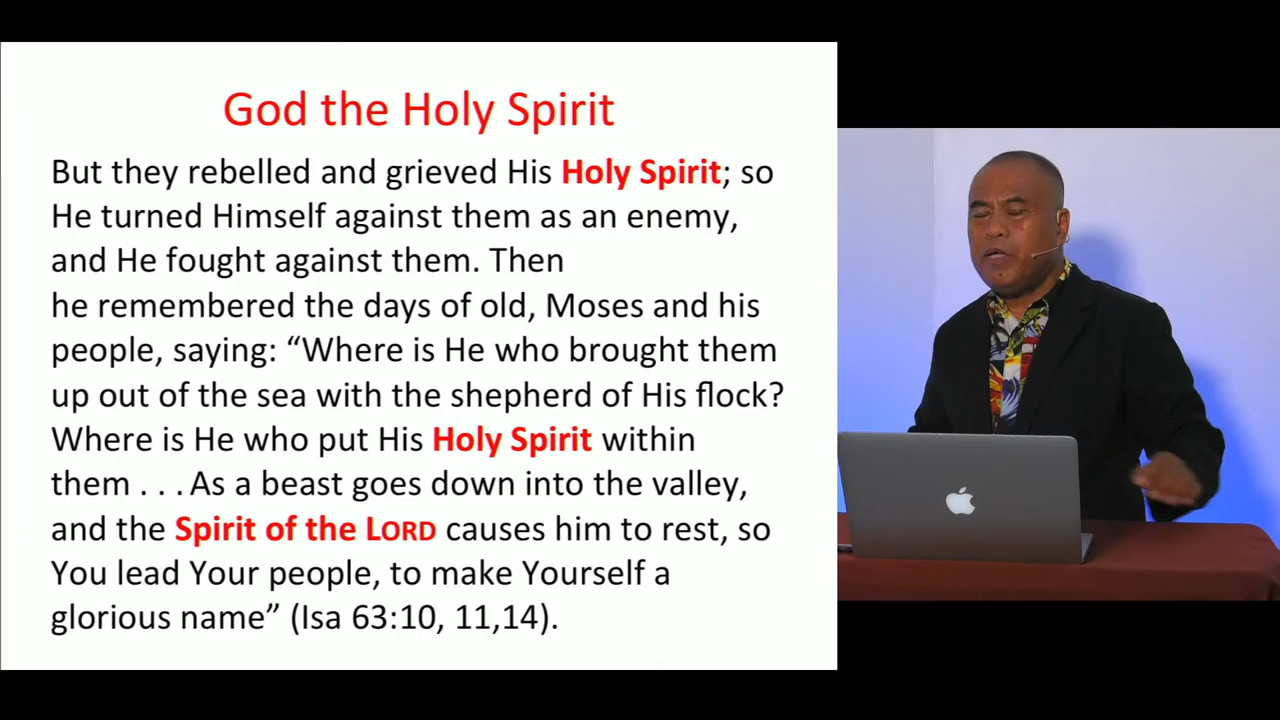 God the Holy Spirit
But they rebelled and grieved His Holy Spirit; so
He turned Himself against them as an enemy,
and He fought against them. Then
he remembered the days of old, Moses and his
people, saying: “Where is He who brought them
up out of the sea with the shepherd of His flock?
Where is He who put His Holy Spirit within
them . . . As a beast goes down into the valley,
and the Spirit of the LORD causes him to rest, so
You lead Your people, to make Yourself a
glorious name” (Isa 63:10, 11,14).